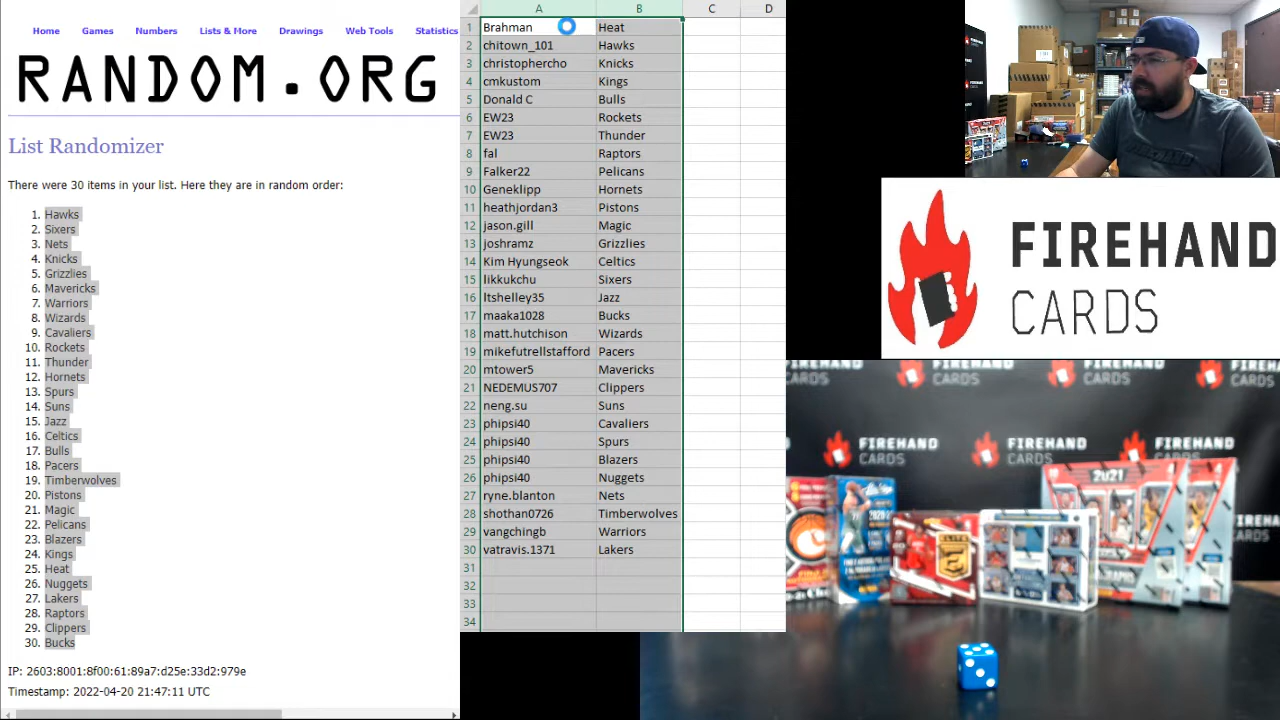 Home Games Numbers Lists & More Drawings Web Tools Statistics
RANDOM.ORG
List Randomizer
There were 30 items in your list. Here they are in random order:
1. Hawks
2. Sixers
3. Nets
4. Knicks
5. Grizzlies
6. Mavericks
7. Warriors
8. Wizards
9. Cavaliers
10. Rockets
11. Thunder
12. Hornets
13. Spurs
14. Suns
15. Jazz
16. Celtics
17. Bulls
18. Pacers
19. Timberwolves
20. Pistons
21. Magic
22. Pelicans
23. Blazers
24. Kings
25. Heat
26. Nuggets
27. Lakers
28. Raptors
29. Clippers
30. Bucks
IP: 2603:8001:8f00:61:89a7:d25e:33d2:979e
Timestamp: 2022-04-20 21:47:11 UTC
A B C D
1 Brahman Heat
2 chitown_101 Hawks
3 christophercho Knicks
4 cmkustom Kings
5 Donald C Bulls
6 EW23 Rockets
7 EW23 Thunder
8 fal Raptors
9 Falker22 Pelicans
10 Geneklipp Hornets
11 heathjordan3 Pistons
12 jason.gill Magic
13 joshramz Grizzlies
14 Kim Hyungseok Celtics
15 likkukchu Sixers
16 ltshelley35 Jazz
17 maaka1028 Bucks
18 matt.hutchison Wizards
19 mikefutrellstafford Pacers
20 mtower5 Mavericks
21 NEDEMUS707 Clippers
22 neng.su Suns
23 phipsi40 Cavaliers
24 phipsi40 Spurs
25 phipsi40 Blazers
26 phipsi40 Nuggets
27 ryne.blanton Nets
28 shothan0726 Timberwolves
29 vangchingb Warriors
30 vatravis.1371 Lakers
31
32
33
34
FIREHAND
CARDS
FIREHAND
CARDS
FIREHAND
CARDS
FIREHAND
CARDS
2021
ELITE